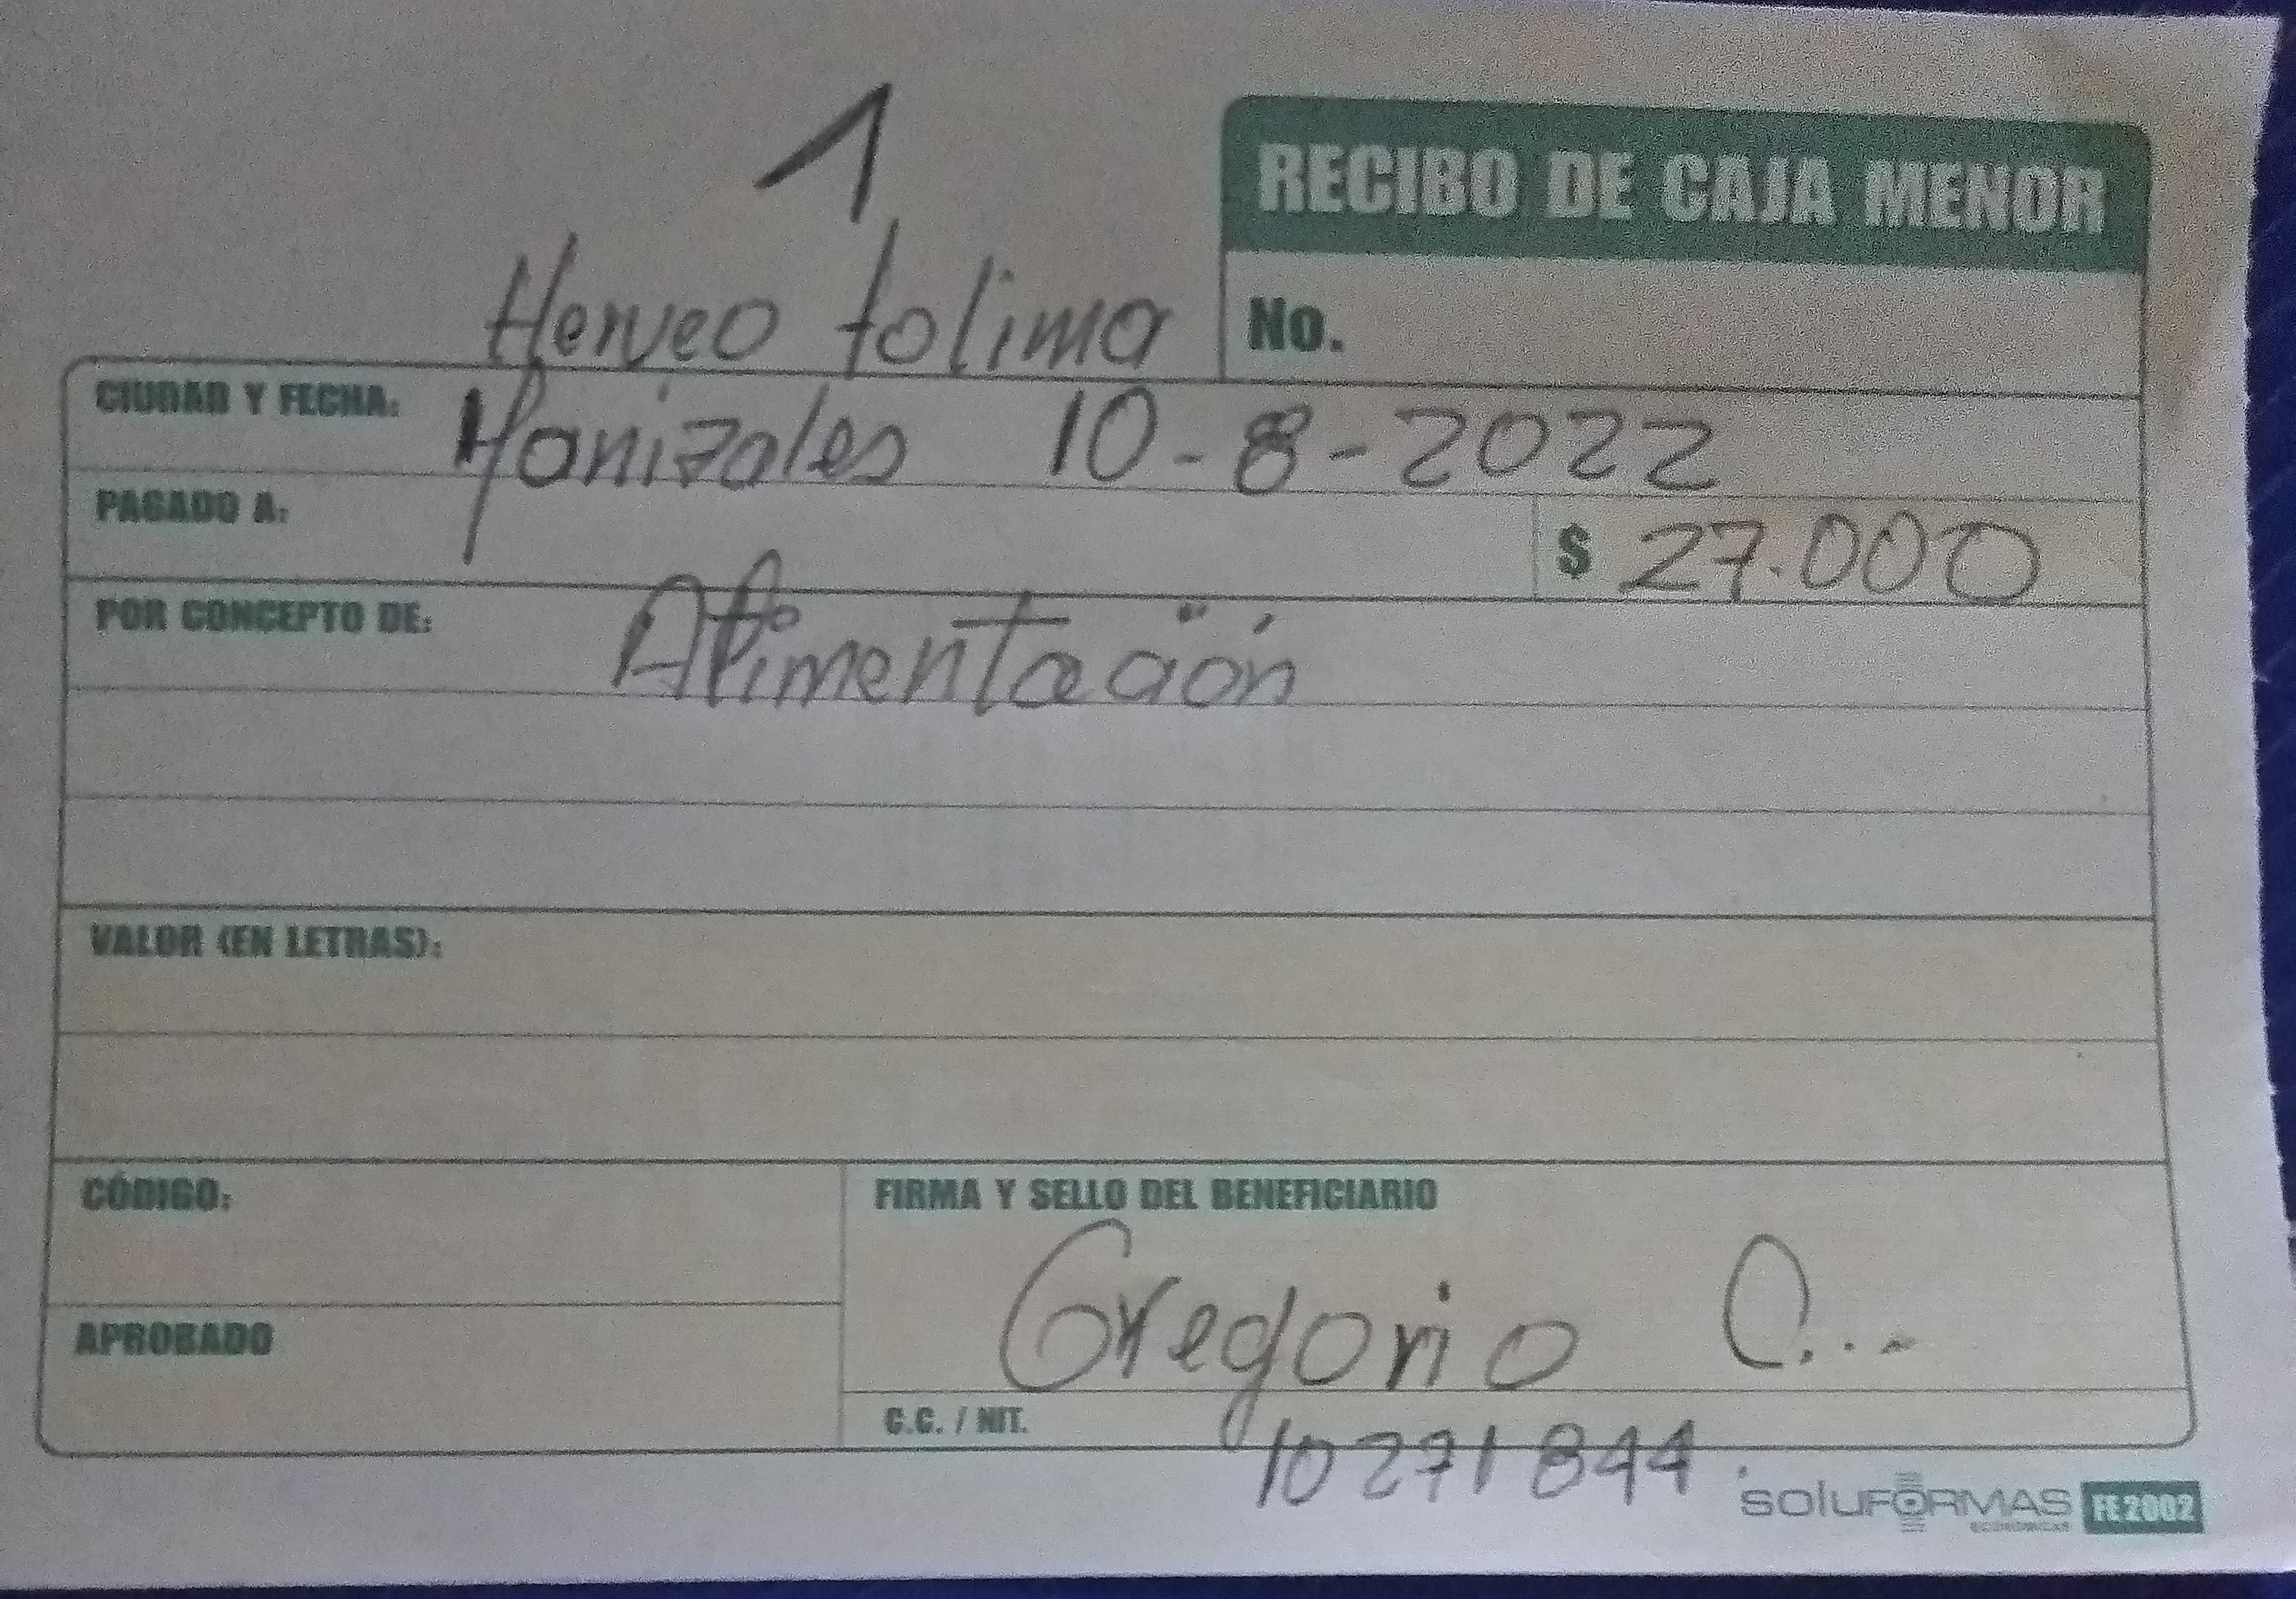 1
RECIBO DE CAJA MENOR
Herveo tolima
No.
CIUDAD Y FECHA: Manizales 10-8-2022
PAGADO A:
$ 27.000
POR CONCEPTO DE: Alimentación
VALOR (EN LETRAS):
CÓDIGO:
FIRMA Y SELLO DEL BENEFICIARIO
Gregorio C...
APROBADO
C.C. / NIT.
10271844
SOLUFORMAS FE2002